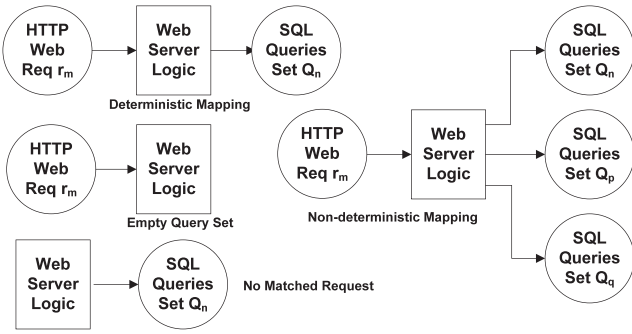 HTTP
Web
Req rm
Web
Server
Logic
SQL
Queries
Set Qn
Deterministic Mapping
HTTP
Web
Req rm
Web
Server
Logic
Empty Query Set
Web
Server
Logic
SQL
Queries
Set Qn
No Matched Request
HTTP
Web
Req rm
Web
Server
Logic
Non-deterministic Mapping
SQL
Queries
Set Qn
SQL
Queries
Set Qp
SQL
Queries
Set Qq